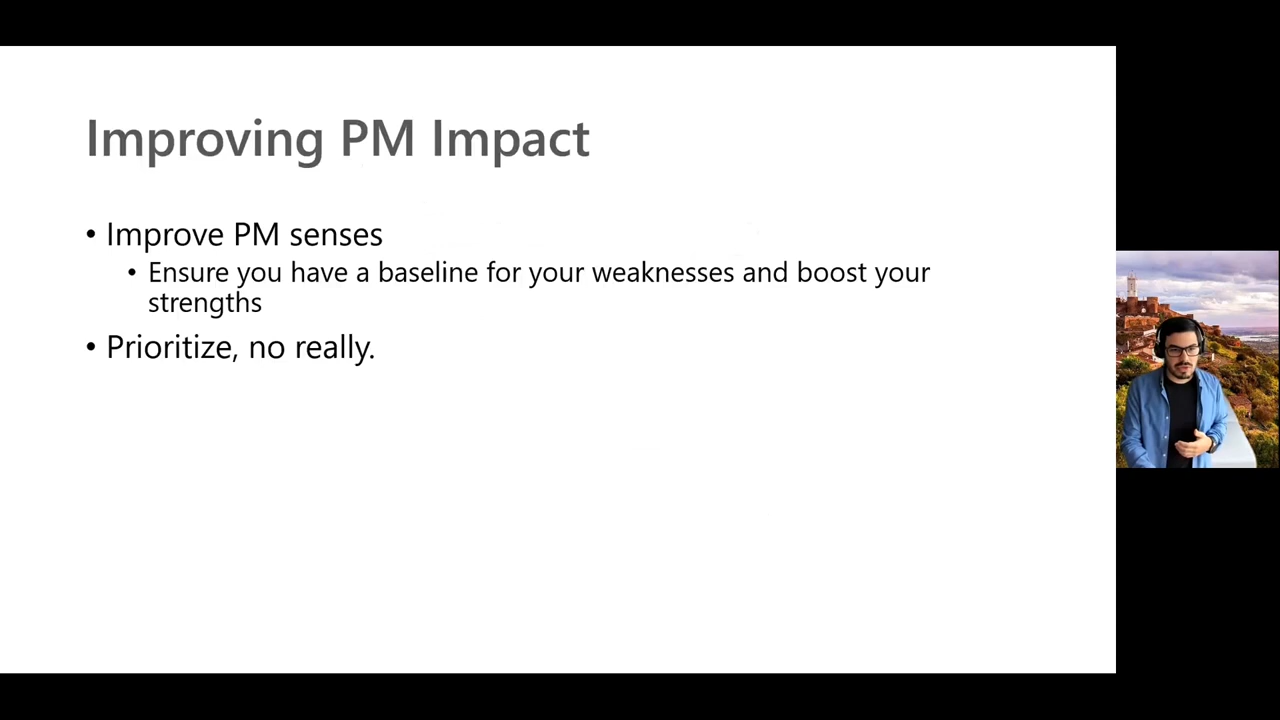 Improving PM Impact
• Improve PM senses
• Ensure you have a baseline for your weaknesses and boost your
strengths
• Prioritize, no really.